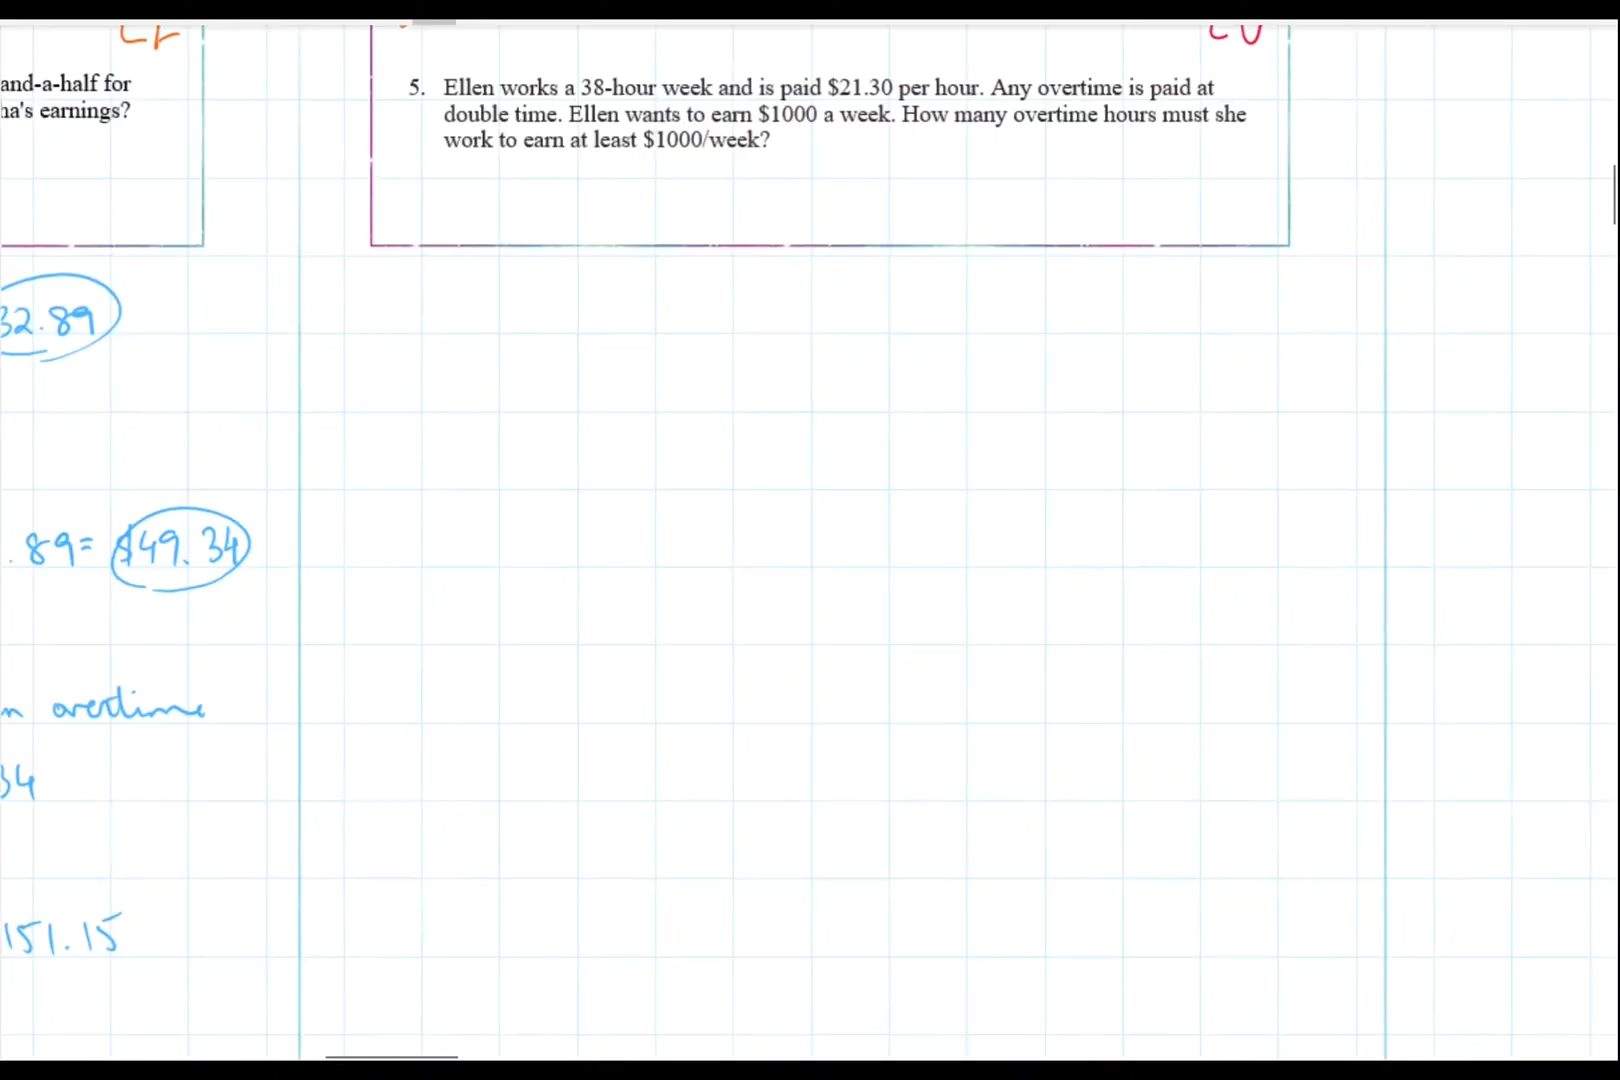 and-a-half for
ha's earnings?
32.89
.89= $49.34
n overtime
34
151.15
5. Ellen works a 38-hour week and is paid $21.30 per hour. Any overtime is paid at
double time. Ellen wants to earn $1000 a week. How many overtime hours must she
work to earn at least $1000/week?